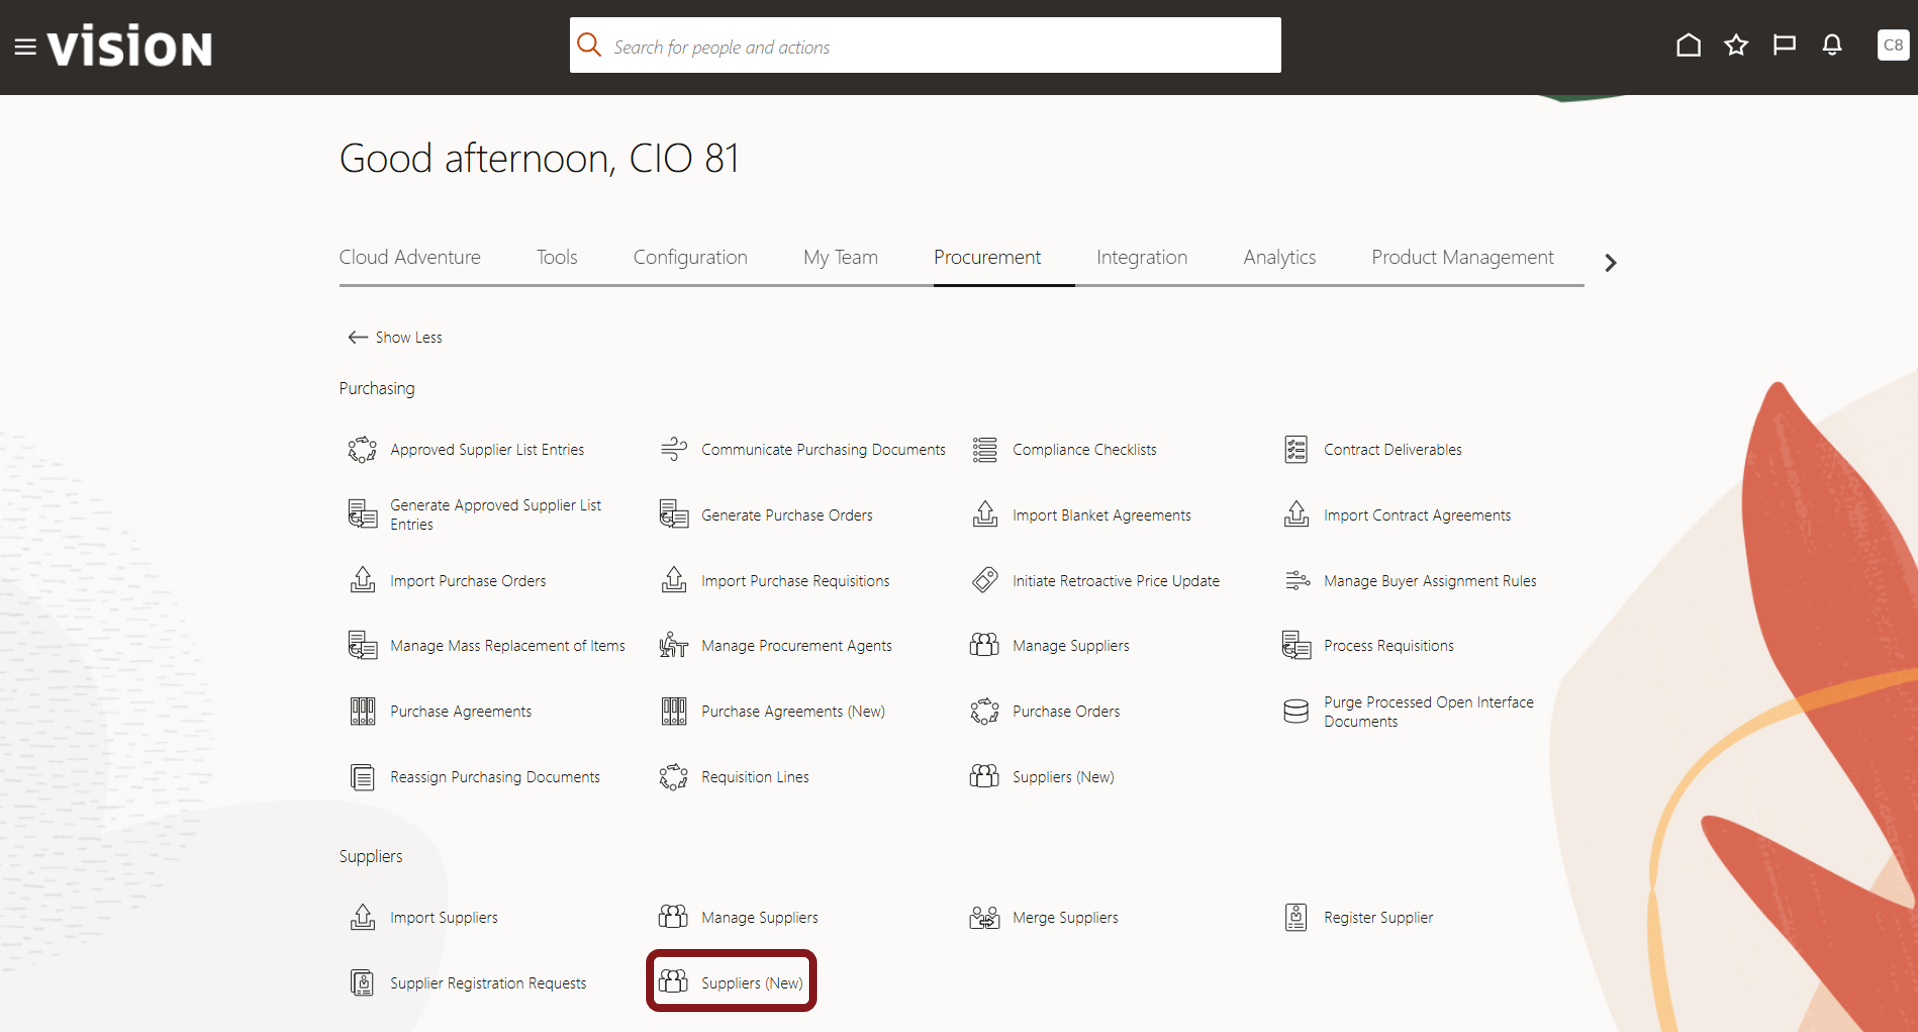 vision
Search for people and actions
C8
Good afternoon, CIO 81
Cloud Adventure
Tools
Configuration
My Team
Procurement
Integration
Analytics
Product Management
Show Less
Purchasing
Approved Supplier List Entries
Communicate Purchasing Documents
Compliance Checklists
Contract Deliverables
Generate Approved Supplier List
Entries
Generate Purchase Orders
Import Blanket Agreements
Import Contract Agreements
Import Purchase Orders
Import Purchase Requisitions
Initiate Retroactive Price Update
Manage Buyer Assignment Rules
Manage Mass Replacement of Items
Manage Procurement Agents
Manage Suppliers
Process Requisitions
Purchase Agreements
Purchase Agreements (New)
Purchase Orders
Purge Processed Open Interface
Documents
Reassign Purchasing Documents
Requisition Lines
Suppliers (New)
Suppliers
Import Suppliers
Manage Suppliers
Merge Suppliers
Register Supplier
Supplier Registration Requests
Suppliers (New)